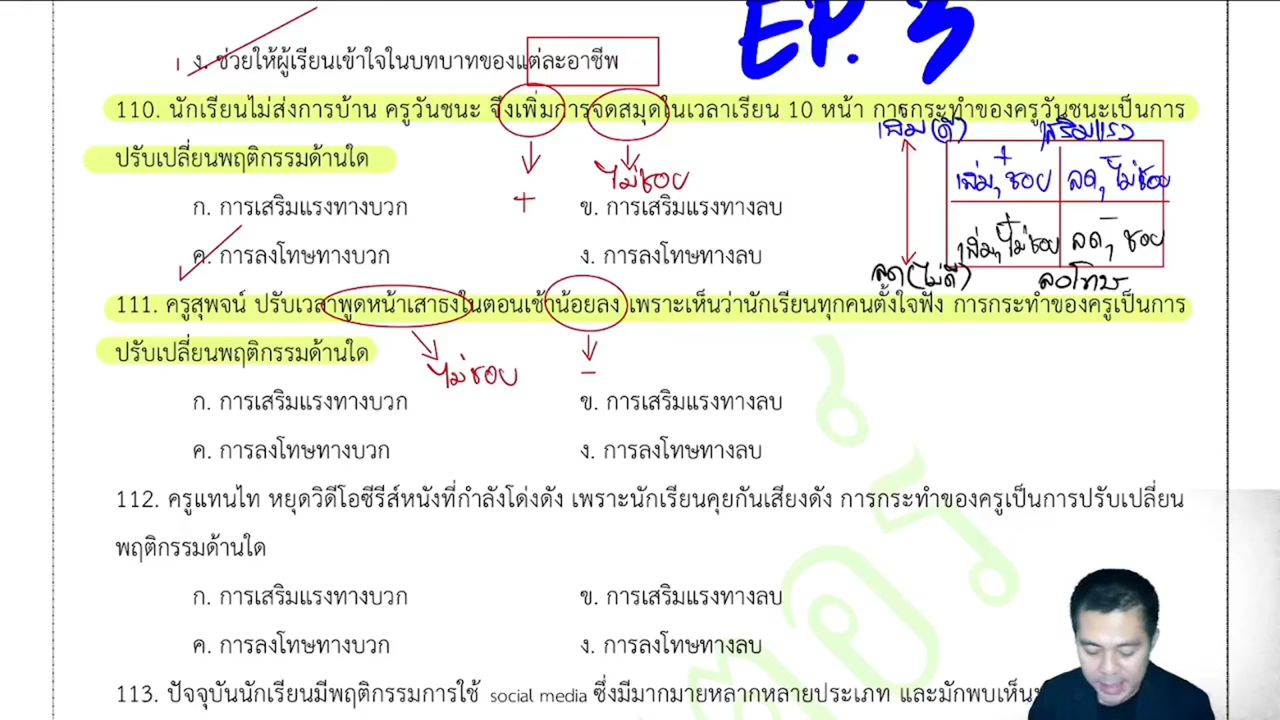 EP. 3
ง. ช่วยให้ผู้เรียนเข้าใจในบทบาทของแต่ละอาชีพ
110. นักเรียนไม่ส่งการบ้าน ครูวันชนะ จึงเพิ่มการจดสมุดในเวลาเรียน 10 หน้า การกระทำของครูวันชนะเป็นการ
ปรับเปลี่ยนพฤติกรรมด้านใด
ไม่ชอบ
+
ก. การเสริมแรงทางบวก
ข. การเสริมแรงทางลบ
ค. การลงโทษทางบวก
ง. การลงโทษทางลบ
เพิ่ม (ดี)
เสริมแรง
+
เพิ่ม, ชอบ
-
ลด, ไม่ชอบ
+
เพิ่ม, ไม่ชอบ
-
ลด, ชอบ
ลด (ไม่ดี)
ลงโทษ
111. ครูสุพจน์ ปรับเวลาพูดหน้าเสาธงในตอนเช้าน้อยลง เพราะเห็นว่านักเรียนทุกคนตั้งใจฟัง การกระทำของครูเป็นการ
ปรับเปลี่ยนพฤติกรรมด้านใด
ไม่ชอบ
-
ก. การเสริมแรงทางบวก
ข. การเสริมแรงทางลบ
ค. การลงโทษทางบวก
ง. การลงโทษทางลบ
112. ครูแทนไท หยุดวิดีโอซีรีส์หนังที่กำลังโด่งดัง เพราะนักเรียนคุยกันเสียงดัง การกระทำของครูเป็นการปรับเปลี่ยน
พฤติกรรมด้านใด
ก. การเสริมแรงทางบวก
ข. การเสริมแรงทางลบ
ค. การลงโทษทางบวก
ง. การลงโทษทางลบ
113. ปัจจุบันนักเรียนมีพฤติกรรมการใช้ social media ซึ่งมีมากมายหลากหลายประเภท และมักพบเห็น